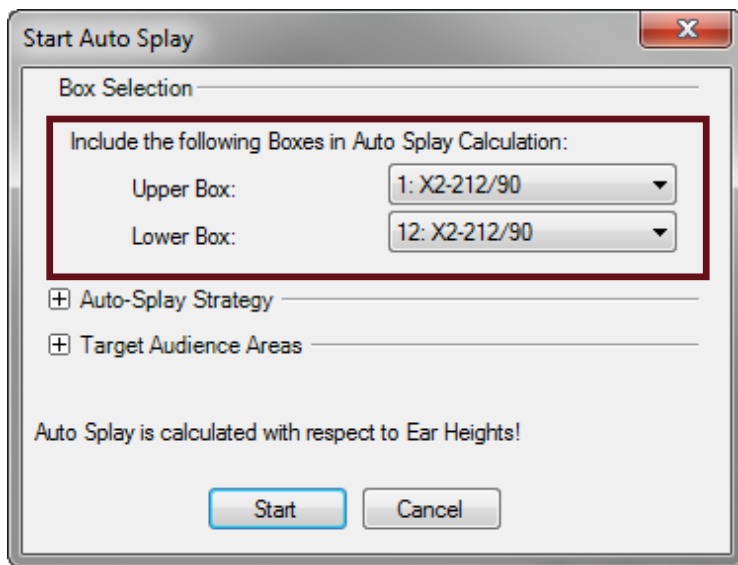 Start Auto Splay
Box Selection
Include the following Boxes in Auto Splay Calculation:
Upper Box: 1: X2-212/90
Lower Box: 12: X2-212/90
Auto-Splay Strategy
Target Audience Areas
Auto Splay is calculated with respect to Ear Heights!
Start Cancel